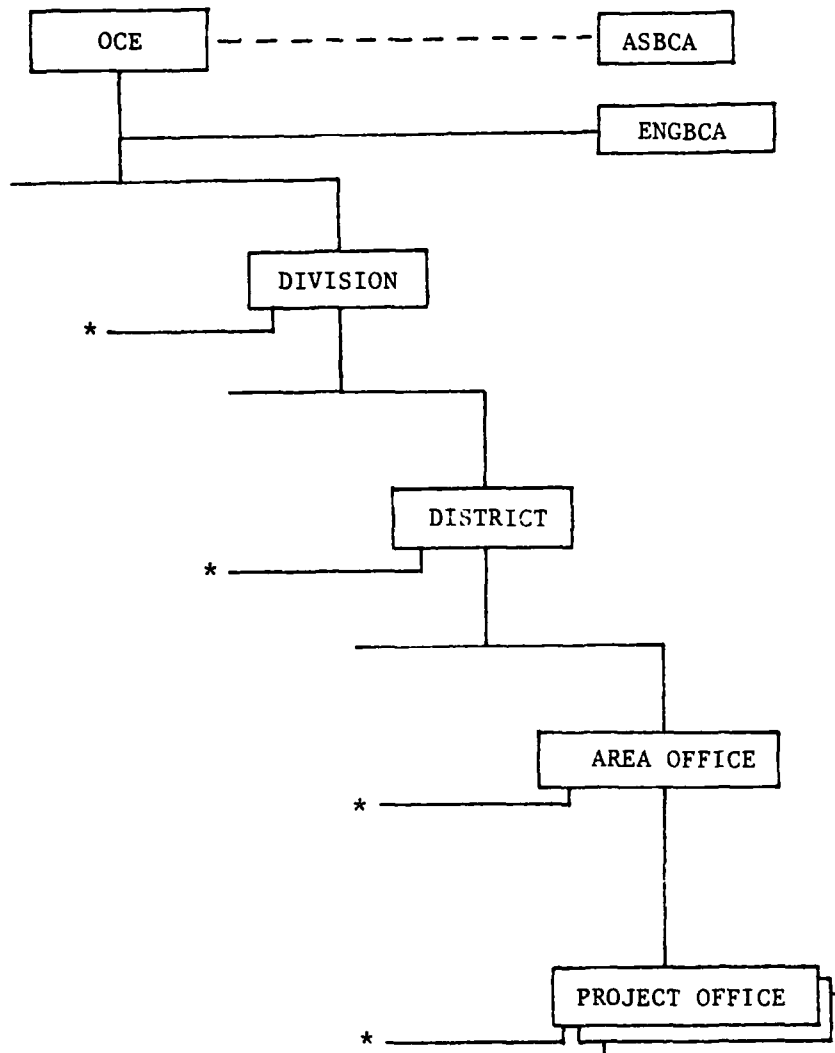 OCE
ASBCA
ENGBCA
DIVISION
*
DISTRICT
*
AREA OFFICE
*
PROJECT OFFICE
*